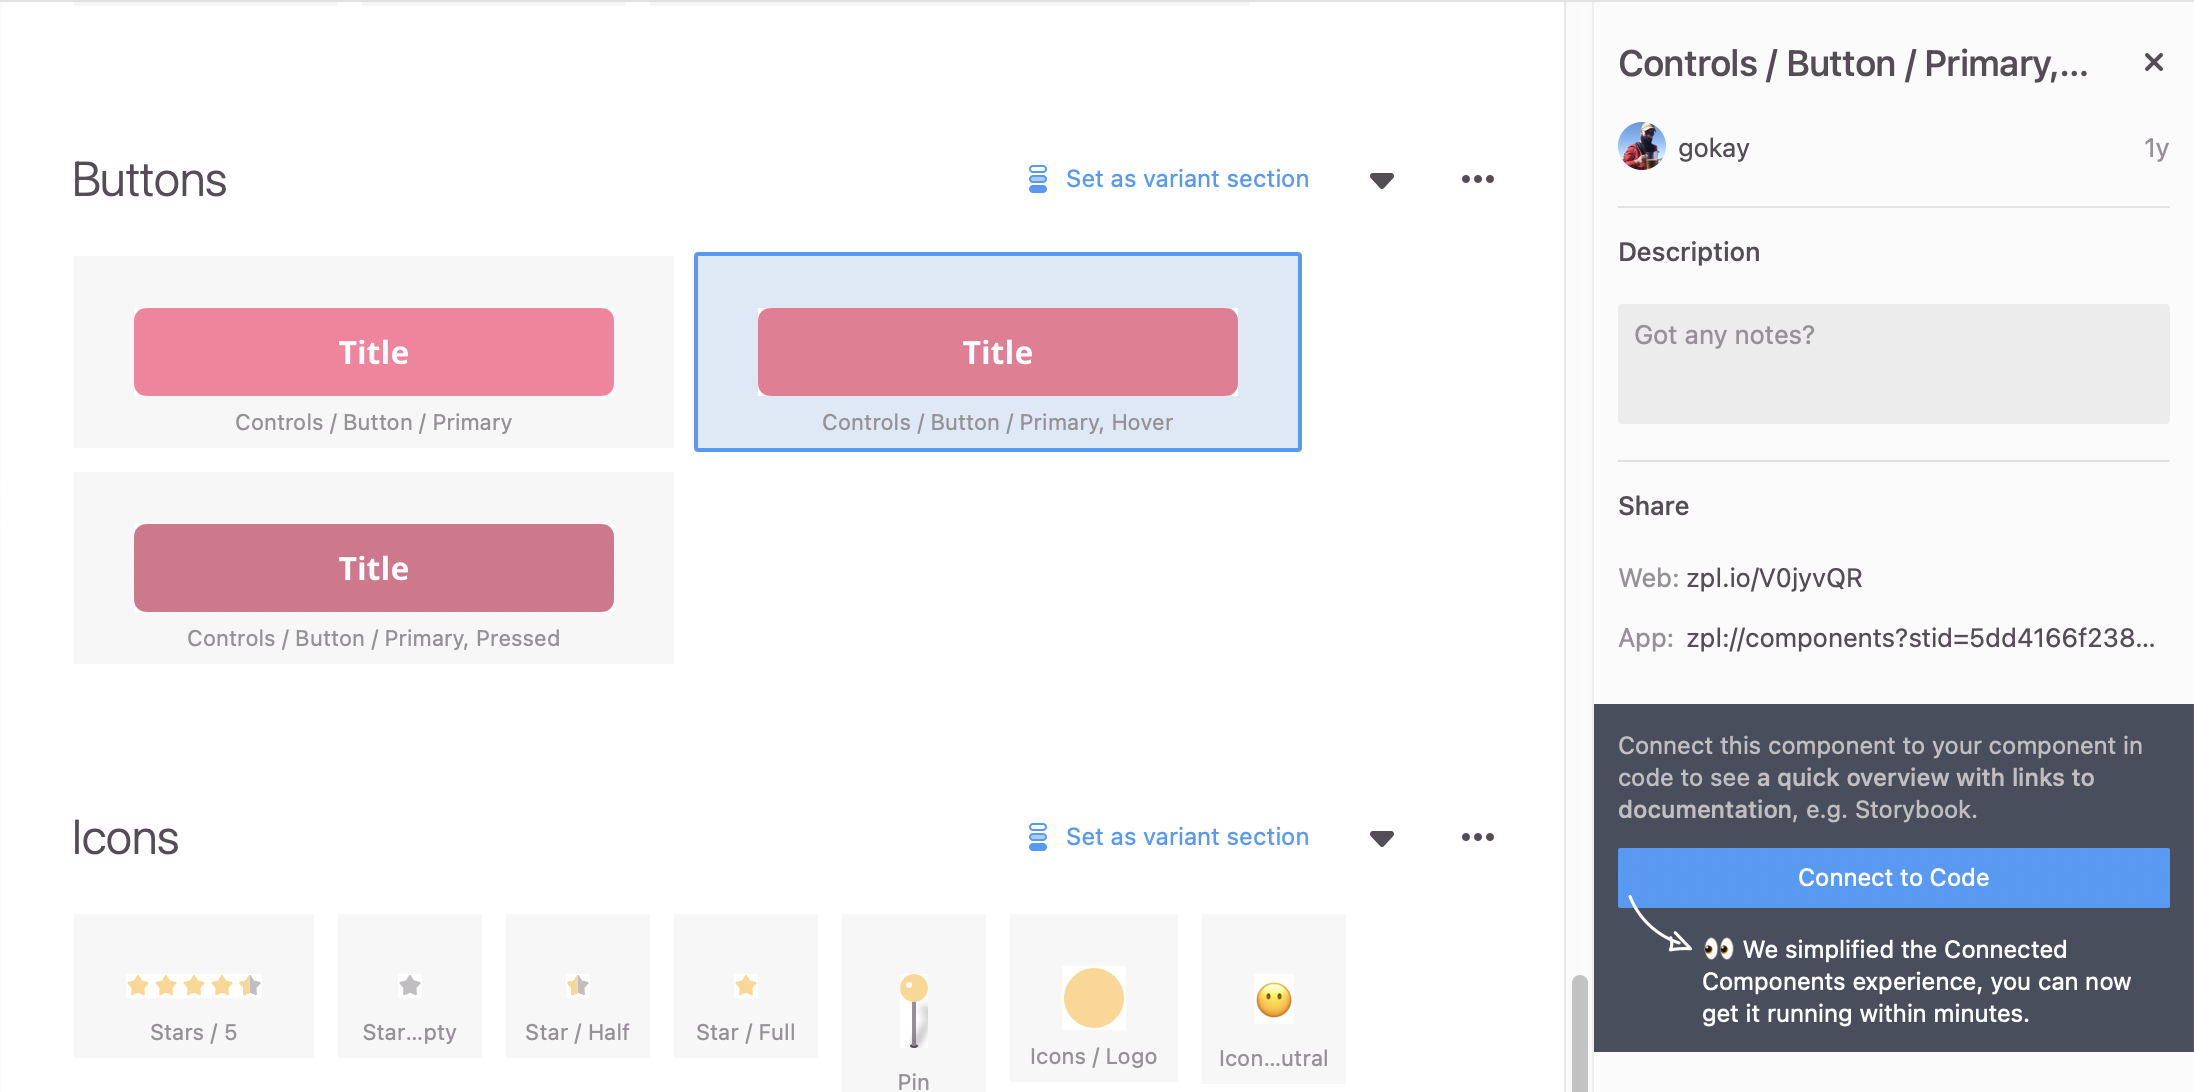 Buttons
Set as variant section
Title
Controls / Button / Primary
Title
Controls / Button / Primary, Hover
Title
Controls / Button / Primary, Pressed
Icons
Set as variant section
Stars / 5
Star...pty
Star / Half
Star / Full
Pin
Icons / Logo
Icon...utral
Controls / Button / Primary,...
gokay
1y
Description
Got any notes?
Share
Web: zpl.io/V0jyvQR
App: zpl://components?stid=5dd4166f238...
Connect this component to your component in
code to see a quick overview with links to
documentation, e.g. Storybook.
Connect to Code
👀 We simplified the Connected
Components experience, you can now
get it running within minutes.